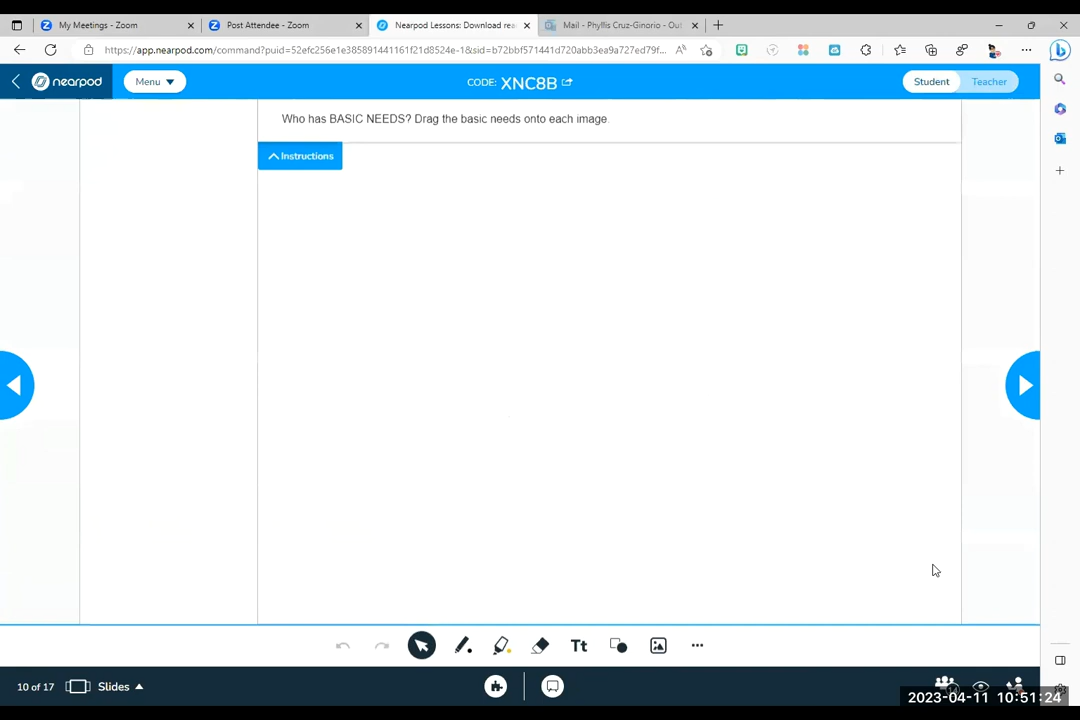 My Meetings - Zoom
Post Attendee - Zoom
Nearpod Lessons: Download rea
Mail - Phyllis Cruz-Ginorio - Out
https://app.nearpod.com/command?puid=52efc256e1e385891441161f21d8524e-1&sid=b72bbf571441d720abb3ea9a727ed79f...
nearpod
Menu
CODE: XNC8B
Student
Teacher
Who has BASIC NEEDS? Drag the basic needs onto each image.
Instructions
Tt
10 of 17
Slides
2023-04-11 10:51:24